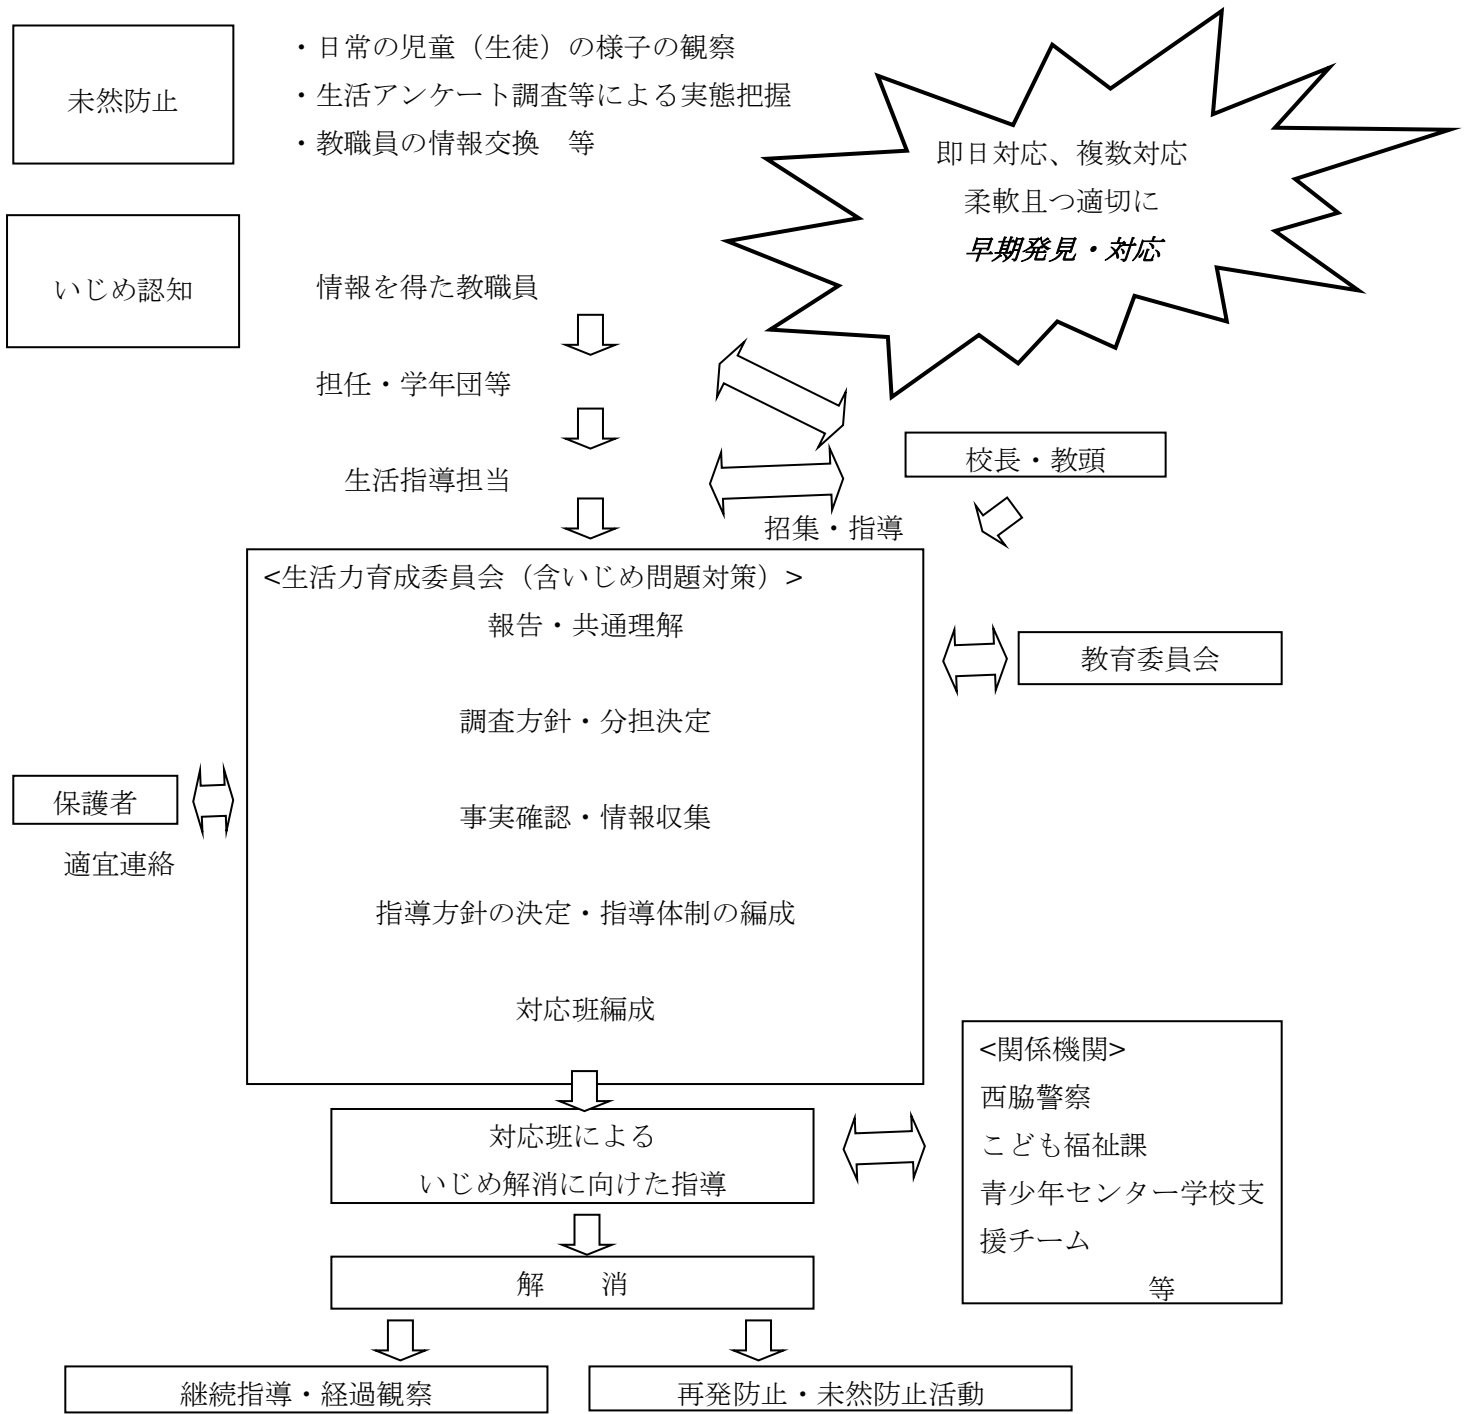 未然防止
・日常の児童（生徒）の様子の観察
・生活アンケート調査等による実態把握
・教職員の情報交換　等
即日対応、複数対応
柔軟且つ適切に
早期発見・対応
いじめ認知
情報を得た教職員
担任・学年団等
生活指導担当
校長・教頭
招集・指導
<生活力育成委員会（含いじめ問題対策）>
報告・共通理解
調査方針・分担決定
事実確認・情報収集
指導方針の決定・指導体制の編成
対応班編成
教育委員会
保護者
適宜連絡
対応班による
いじめ解消に向けた指導
<関係機関>
西脇警察
こども福祉課
青少年センター学校支
援チーム
等
解　　消
継続指導・経過観察
再発防止・未然防止活動